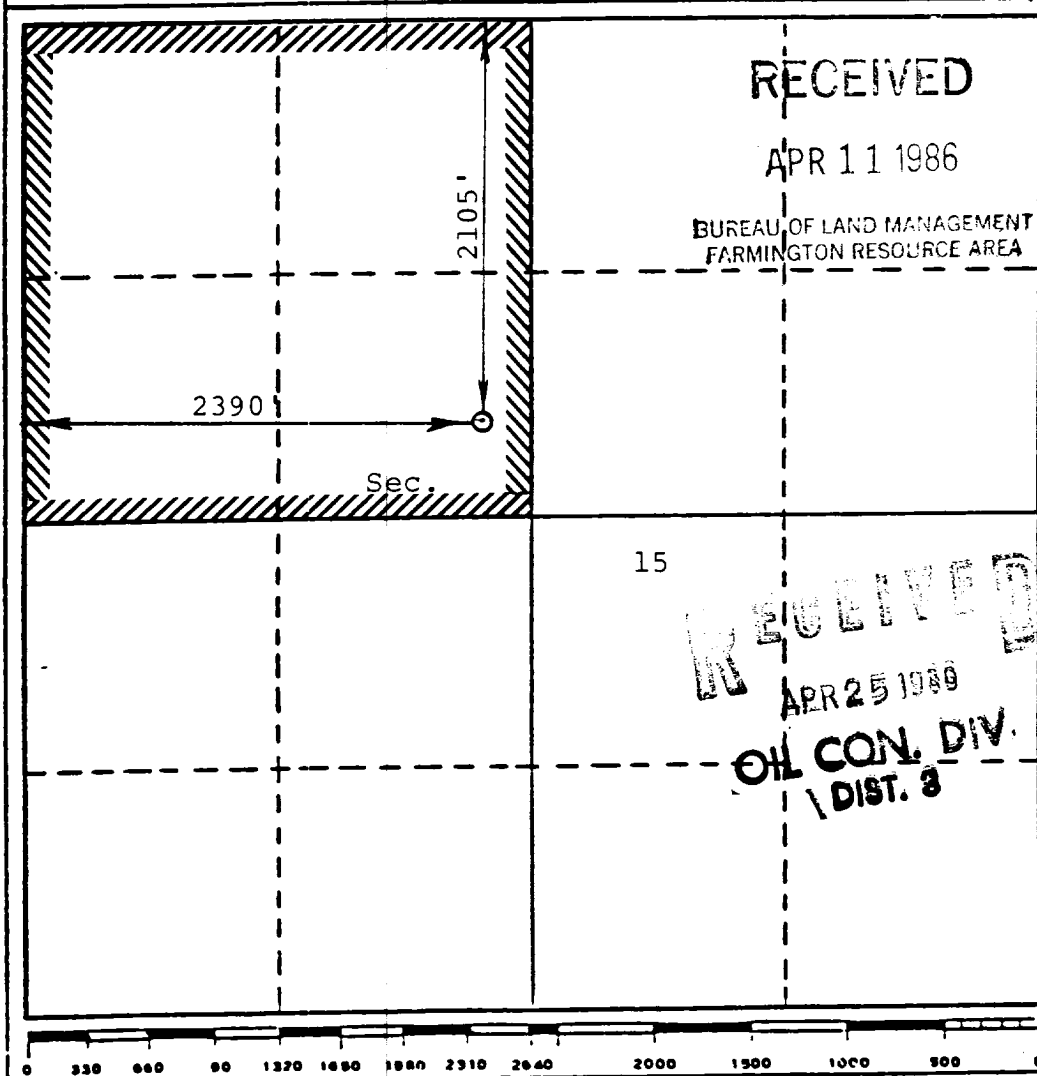 RECEIVED
APR 11 1986
BUREAU OF LAND MANAGEMENT
FARMINGTON RESOURCE AREA
2105'
2390'
Sec.
15
RECEIVED
APR 25 1986
OIL CON. DIV.
DIST. 3
0 330 660 90 1320 1650 1980 2310 2640 2000 1500 1000 500